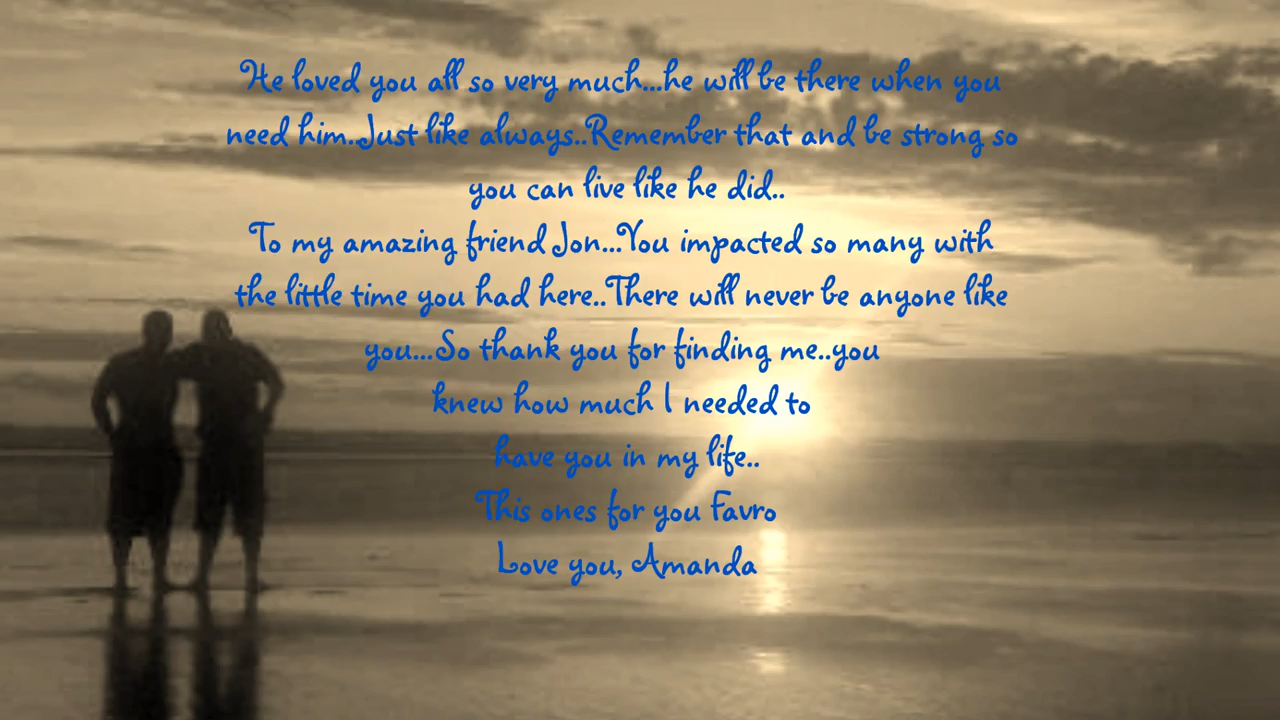 He loved you all so very much...he will be there when you
need him..Just like always..Remember that and be strong so
you can live like he did..
To my amazing friend Jon...You impacted so many with
the little time you had here..There will never be anyone like
you...So thank you for finding me..you
knew how much I needed to
have you in my life..
This ones for you Favro
Love you, Amanda